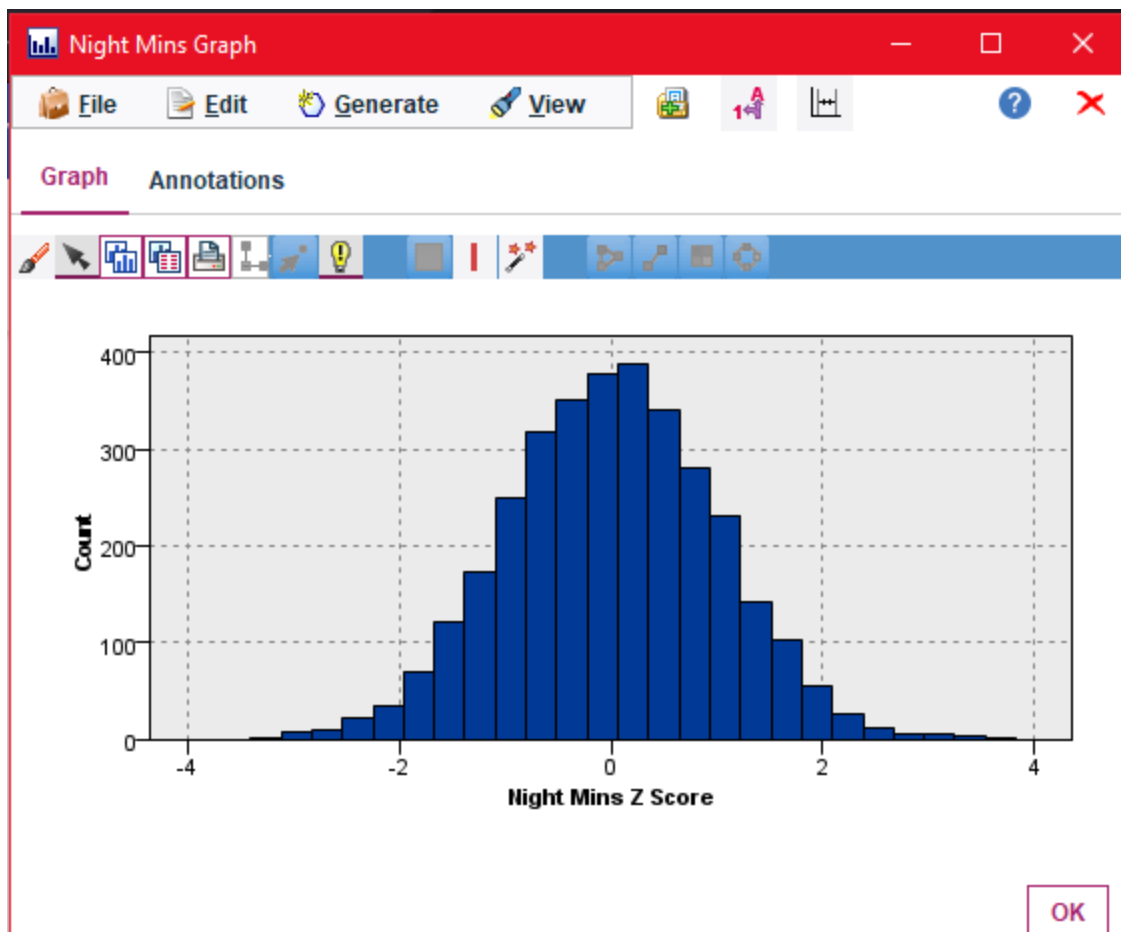 Night Mins Graph
File Edit Generate View
Graph Annotations
400
300
200
100
0
Count
-4 -2 0 2 4
Night Mins Z Score
OK